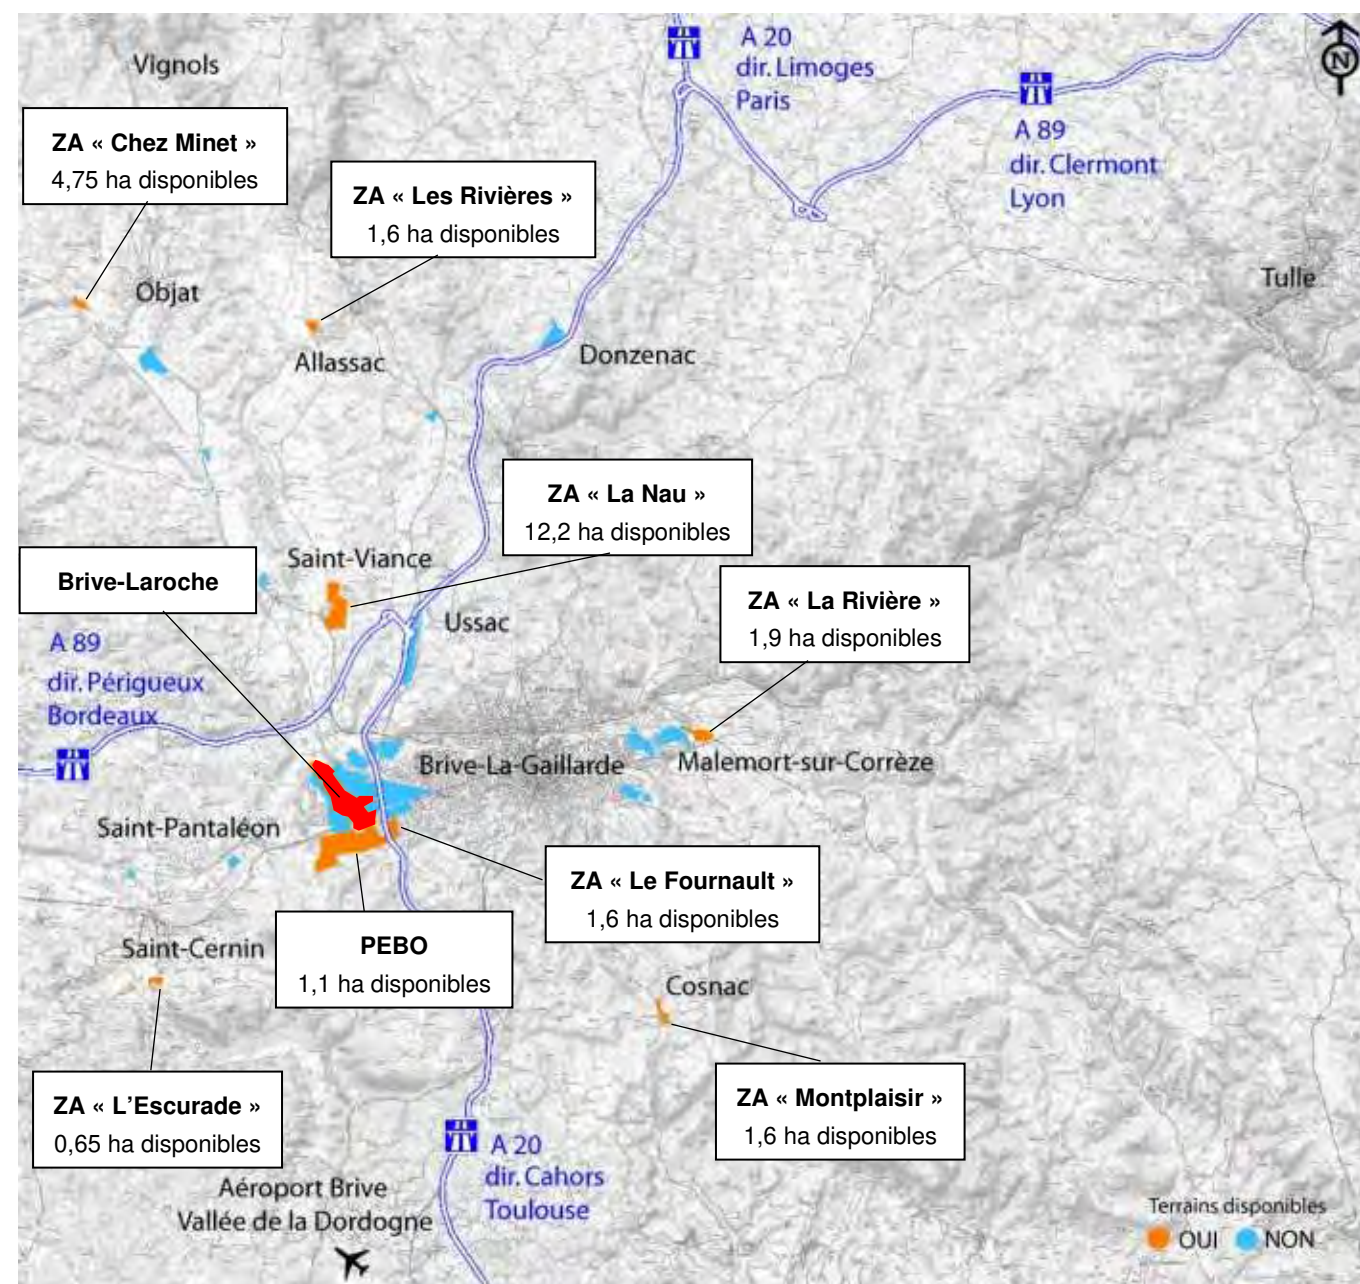 A 20
dir. Limoges
Paris
N
Vignols
A 89
dir. Clermont
Lyon
ZA « Chez Minet »
4,75 ha disponibles
ZA « Les Rivières »
1,6 ha disponibles
Tulle
Objat
Allassac
Donzenac
ZA « La Nau »
12,2 ha disponibles
Saint-Viance
Brive-Laroche
ZA « La Rivière »
1,9 ha disponibles
Ussac
A 89
dir. Périgueux
Bordeaux
Brive-La-Gaillarde
Malemort-sur-Corrèze
Saint-Pantaléon
ZA « Le Fournault »
1,6 ha disponibles
Saint-Cernin
PEBO
1,1 ha disponibles
Cosnac
ZA « L'Escurade »
0,65 ha disponibles
ZA « Montplaisir »
1,6 ha disponibles
A 20
dir. Cahors
Toulouse
Aéroport Brive
Vallée de la Dordogne
Terrains disponibles
OUI NON